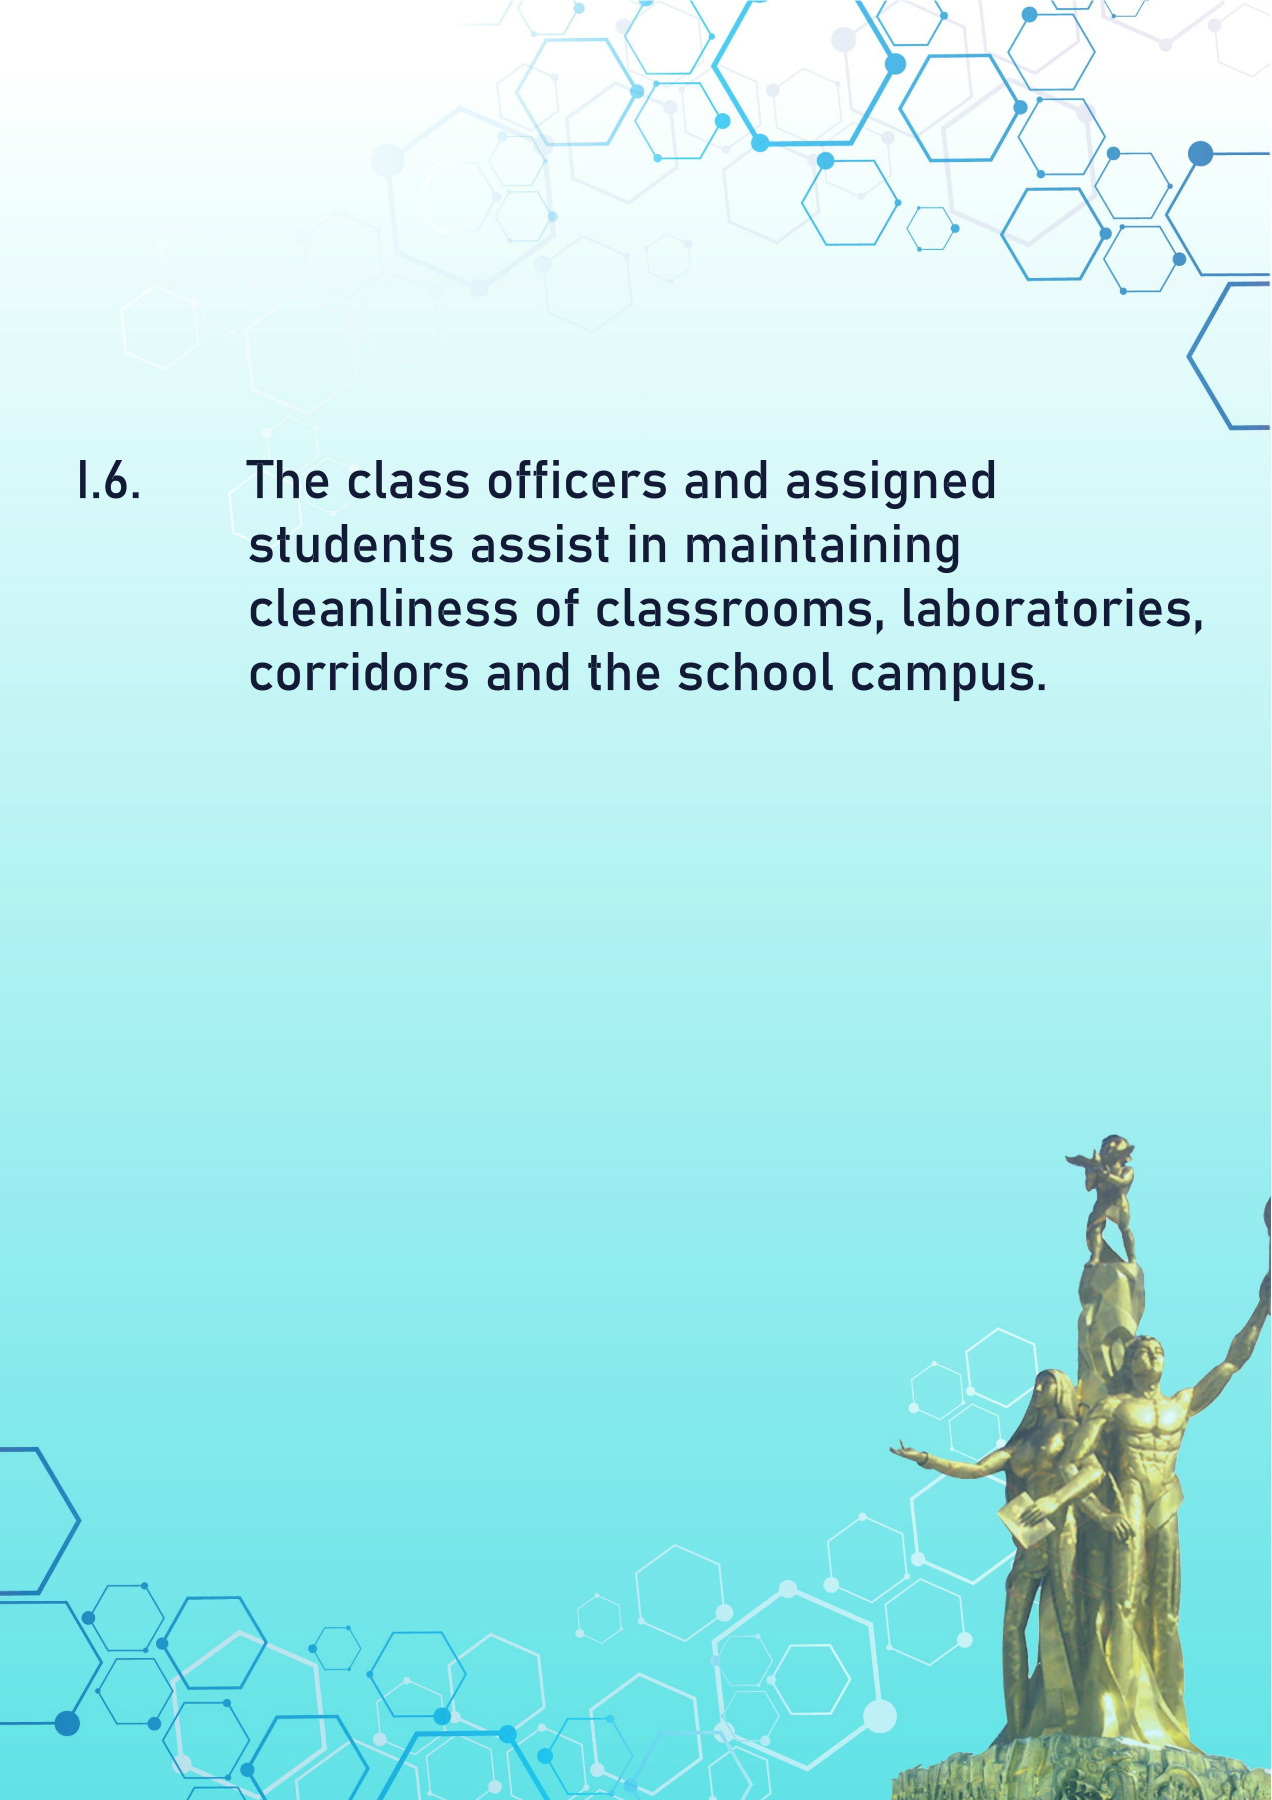 I.6. The class officers and assigned
students assist in maintaining
cleanliness of classrooms, laboratories,
corridors and the school campus.